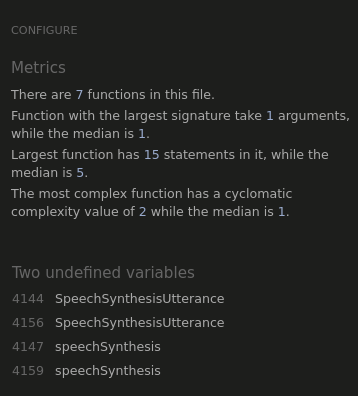 CONFIGURE
Metrics
There are 7 functions in this file.
Function with the largest signature take 1 arguments,
while the median is 1.
Largest function has 15 statements in it, while the
median is 5.
The most complex function has a cyclomatic
complexity value of 2 while the median is 1.
Two undefined variables
4144 SpeechSynthesisUtterance
4156 SpeechSynthesisUtterance
4147 speechSynthesis
4159 speechSynthesis